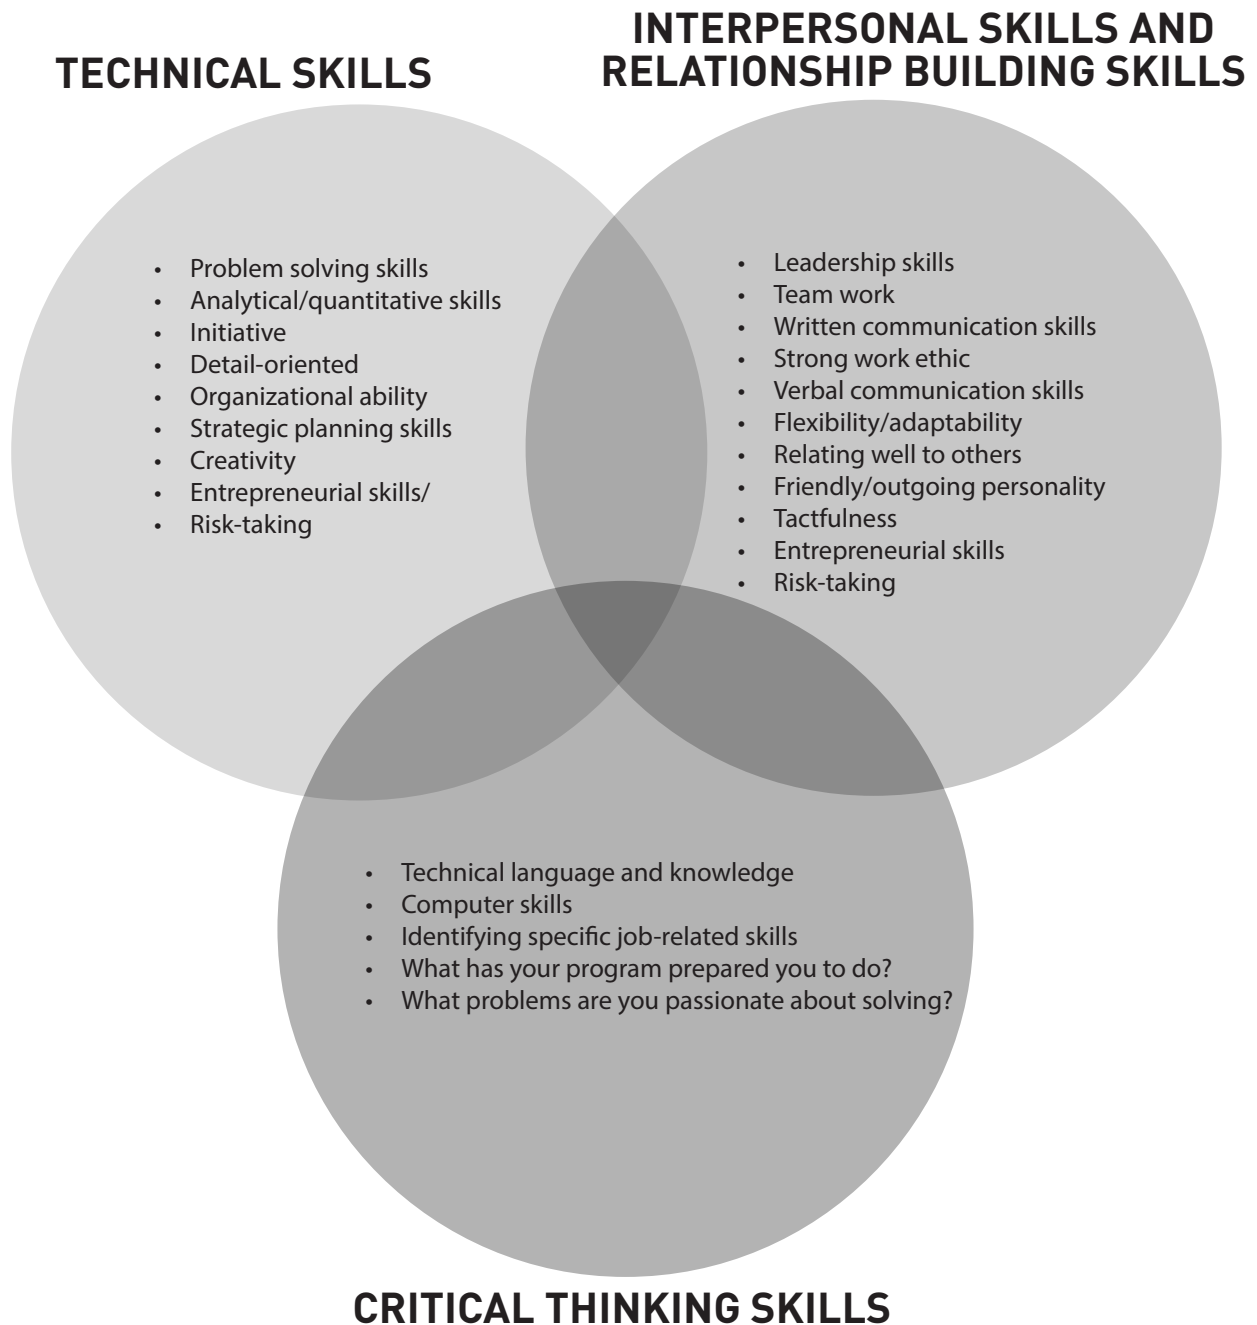 TECHNICAL SKILLS
INTERPERSONAL SKILLS AND
RELATIONSHIP BUILDING SKILLS
• Problem solving skills
• Analytical/quantitative skills
• Initiative
• Detail-oriented
• Organizational ability
• Strategic planning skills
• Creativity
• Entrepreneurial skills/
• Risk-taking
• Leadership skills
• Team work
• Written communication skills
• Strong work ethic
• Verbal communication skills
• Flexibility/adaptability
• Relating well to others
• Friendly/outgoing personality
• Tactfulness
• Entrepreneurial skills
• Risk-taking
• Technical language and knowledge
• Computer skills
• Identifying specific job-related skills
• What has your program prepared you to do?
• What problems are you passionate about solving?
CRITICAL THINKING SKILLS